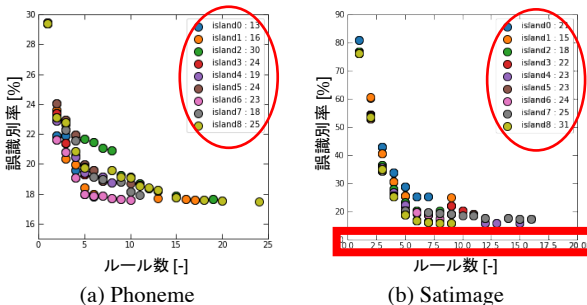 30
28
26
24
22
20
18
16
0
5
10
15
20
25
誤識別率 [%]
ルール数 [-]
island0 : 13
island1 : 16
island2 : 30
island3 : 24
island4 : 19
island5 : 24
island6 : 23
island7 : 18
island8 : 25
(a) Phoneme
100
80
60
40
20
0.0
2.5
5.0
7.5
10.0
12.5
15.0
17.5
20.0
誤識別率 [%]
ルール数 [-]
island0 : 21
island1 : 15
island2 : 18
island3 : 22
island4 : 23
island5 : 23
island6 : 24
island7 : 25
island8 : 31
(b) Satimage